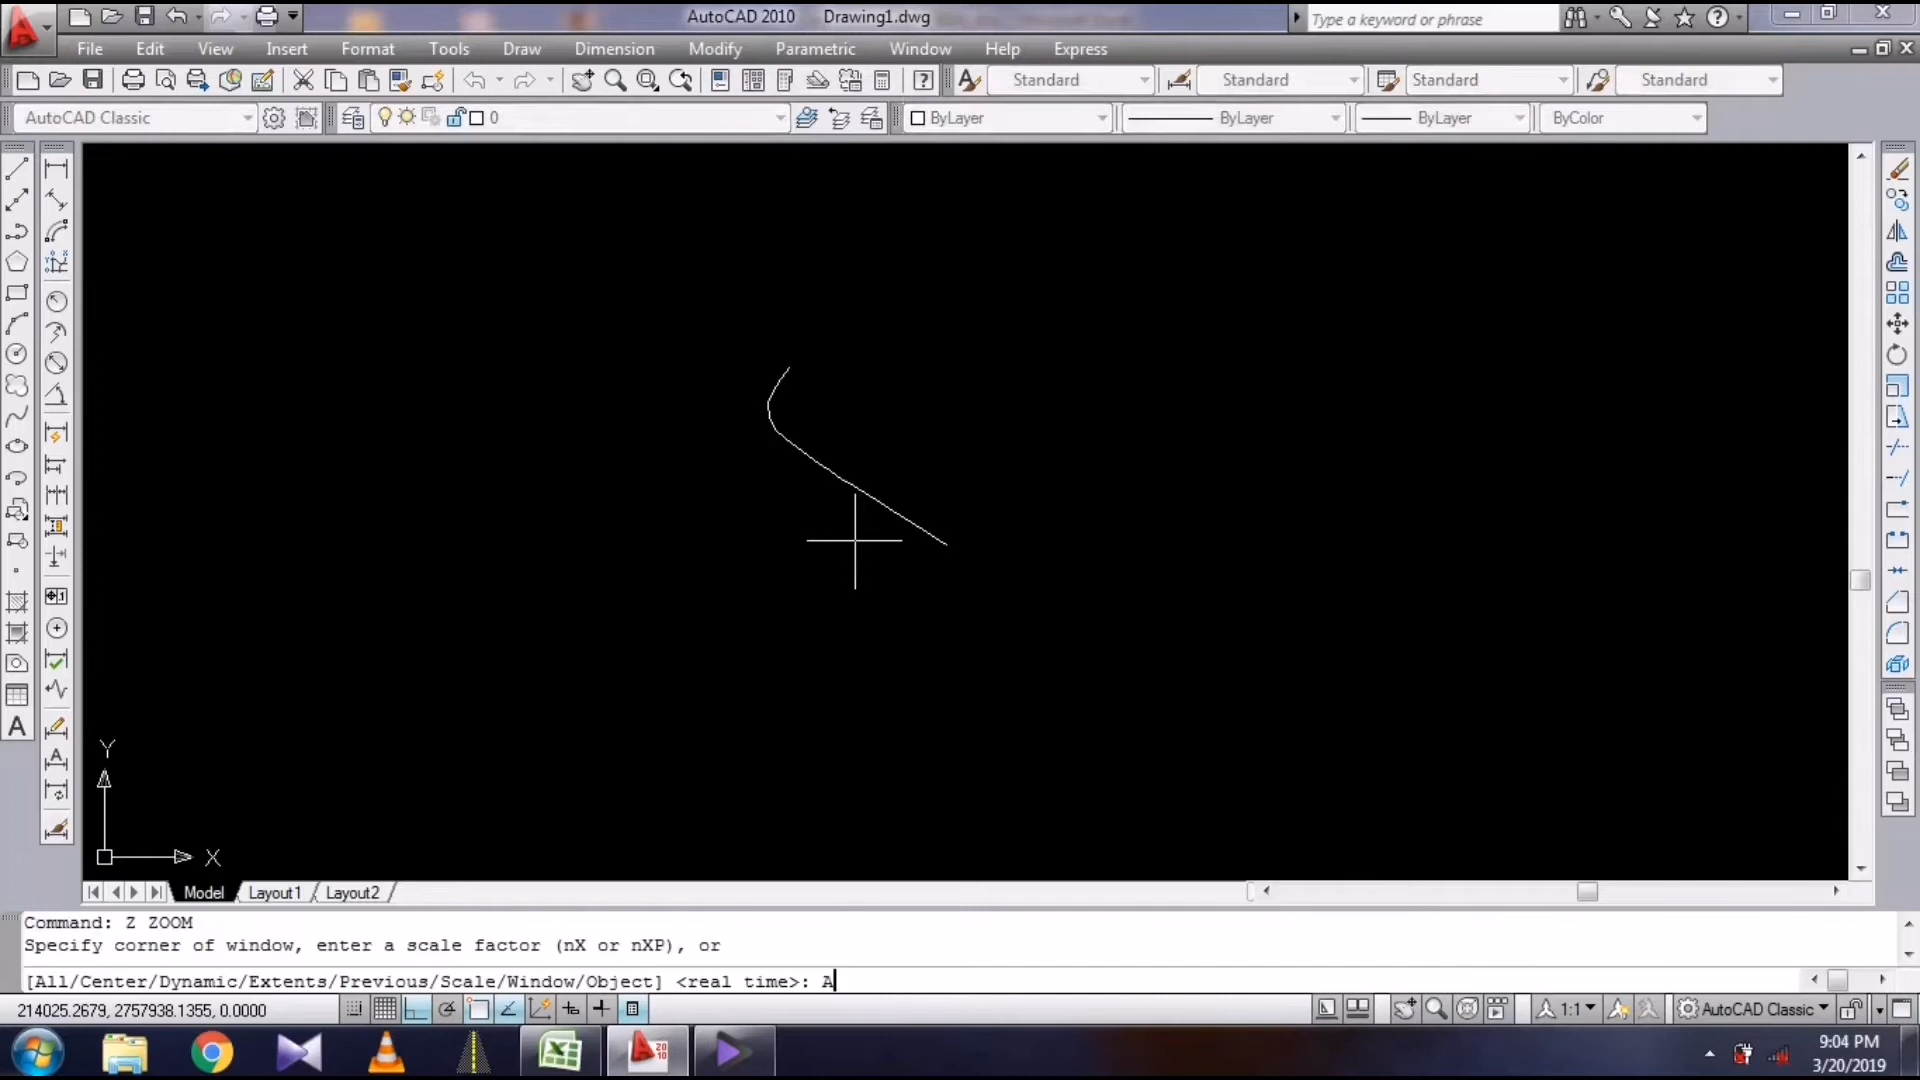 AutoCAD 2010 Drawing1.dwg
Type a keyword or phrase
File Edit View Insert Format Tools Draw Dimension Modify Parametric Window Help Express
Standard Standard Standard Standard
AutoCAD Classic 0 ByLayer ByLayer ByLayer ByColor
Y
X
Model Layout1 Layout2
Command: Z ZOOM
Specify corner of window, enter a scale factor (nX or nXP), or
[All/Center/Dynamic/Extents/Previous/Scale/Window/Object] <real time>: A
214025.2679, 2757938.1355, 0.0000 1:1 AutoCAD Classic
9:04 PM
3/20/2019